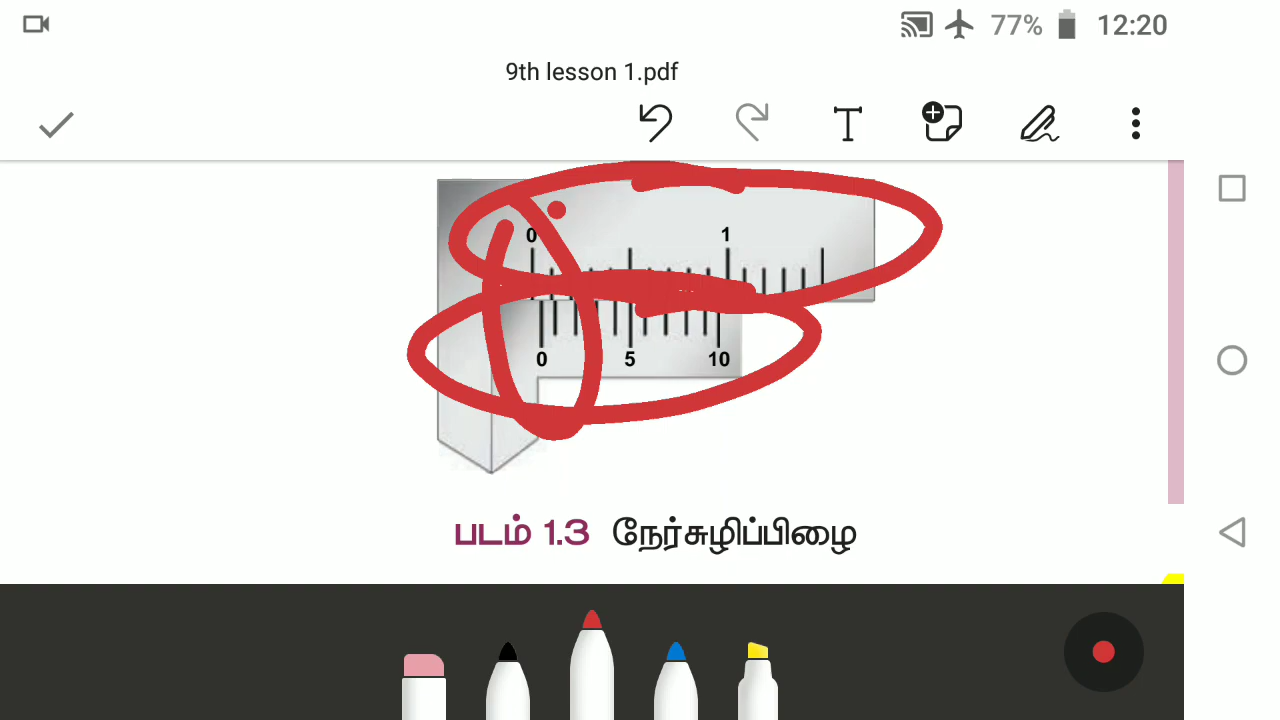 77% 12:20
9th lesson 1.pdf
T
0 1
0 5 10
படம் 1.3 நேர்சுழிப்பிழை